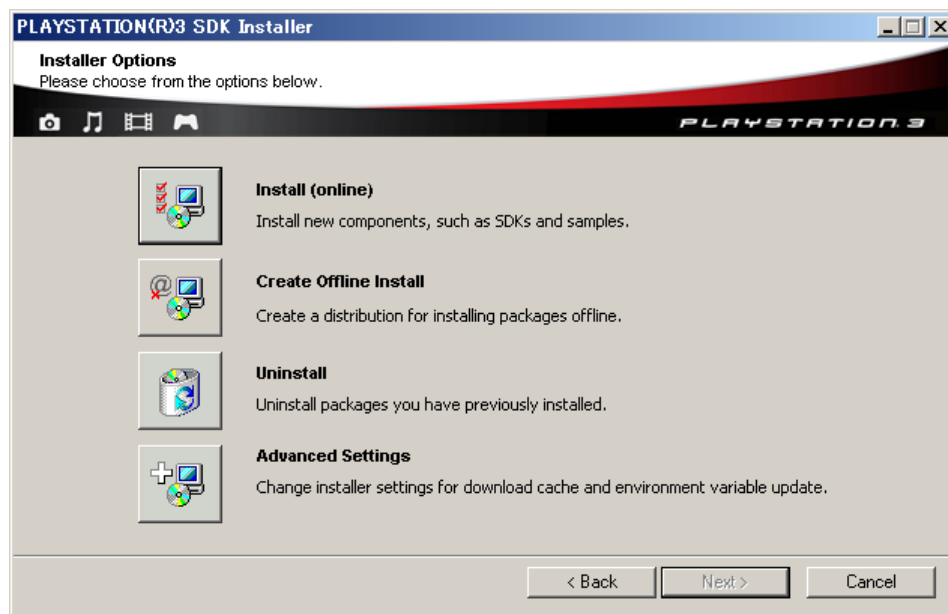 PLAYSTATION(R)3 SDK Installer
Installer Options
Please choose from the options below.
PLAYSTATION 3
Install (online)
Install new components, such as SDKs and samples.
Create Offline Install
Create a distribution for installing packages offline.
Uninstall
Uninstall packages you have previously installed.
Advanced Settings
Change installer settings for download cache and environment variable update.
< Back
Next >
Cancel